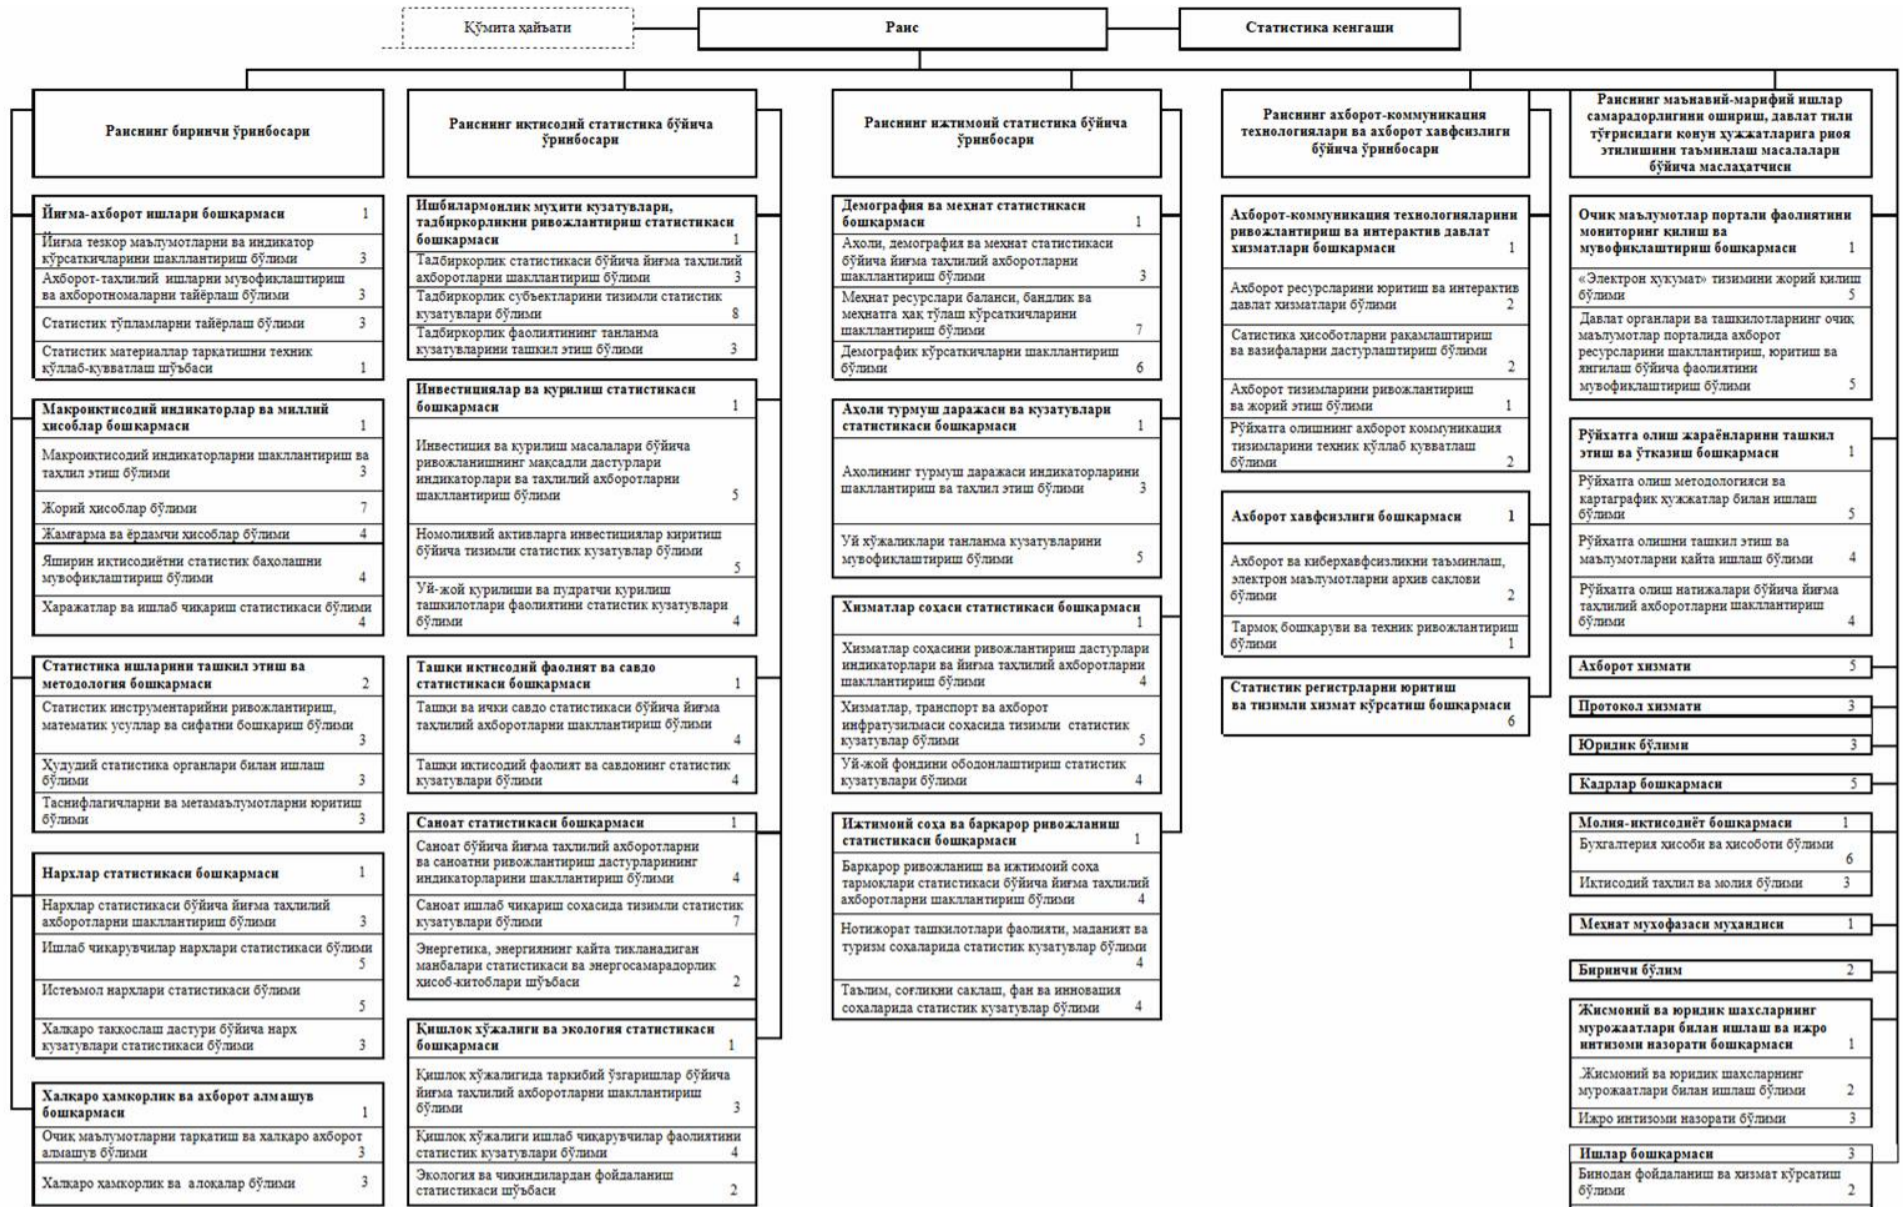 Қўмита ҳайъати
Раис
Статистика кенгаши
Раиснинг биринчи ўринбосари
Йиғма-ахборот ишлари бошқармаси 1
Йиғма тезкор маълумотларни ва индикатор
кўрсаткичларини шакллантириш бўлими 3
Ахборот-таҳлилий ишларни мувофиқлаштириш
ва ахборотномаларни тайёрлаш бўлими 3
Статистик тўпламларни тайёрлаш бўлими 3
Статистик материаллар тарқатишни техник
қўллаб-қувватлаш шўъбаси 1
Макроиқтисодий индикаторлар ва миллий
ҳисоблар бошқармаси 1
Макроиқтисодий индикаторларни шакллантириш ва
таҳлил этиш бўлими 3
Жорий ҳисоблар бўлими 7
Жамғарма ва ёрдамчи ҳисоблар бўлими 4
Яширин иқтисодиётни статистик баҳолашни
мувофиқлаштириш бўлими 4
Харажатлар ва ишлаб чиқариш статистикаси бўлими
4
Статистика ишларини ташкил этиш ва
методология бошқармаси 2
Статистик инструментарийни ривожлантириш,
математик усуллар ва сифатни бошқариш бўлими
3
Ҳудудий статистика органлари билан ишлаш
бўлими 3
Таснифлагичларни ва метамаълумотларни юритиш
бўлими 3
Нархлар статистикаси бошқармаси 1
Нархлар статистикаси бўйича йиғма таҳлилий
ахборотларни шакллантириш бўлими 3
Ишлаб чиқарувчилар нархлари статистикаси бўлими
5
Истеъмол нархлари статистикаси бўлими
5
Халқаро таққослаш дастури бўйича нарх
кузатувлари статистикаси бўлими 3
Халқаро ҳамкорлик ва ахборот алмашув
бошқармаси 1
Очиқ маълумотларни тарқатиш ва халқаро ахборот
алмашув бўлими 3
Халқаро ҳамкорлик ва алоқалар бўлими 3
Раиснинг иқтисодий статистика бўйича
ўринбосари
Ишбилармонлик муҳити кузатувлари,
тадбиркорликни ривожлантириш статистикаси
бошқармаси 1
Тадбиркорлик статистикаси бўйича йиғма таҳлилий
ахборотларни шакллантириш бўлими 3
Тадбиркорлик субъектларини тизимли статистик
кузатувлари бўлими 8
Тадбиркорлик фаолиятининг танланма
кузатувларини ташкил этиш бўлими 3
Инвестициялар ва қурилиш статистикаси
бошқармаси 1
Инвестиция ва қурилиш масалалари бўйича
ривожланишнинг мақсадли дастурлари
индикаторлари ва таҳлилий ахборотларни
шакллантириш бўлими 5
Номолиявий активларга инвестициялар киритиш
бўйича тизимли статистик кузатувлар бўлими
5
Уй-жой қурилиши ва пудратчи қурилиш
ташкилотлари фаолиятини статистик кузатувлари
бўлими 4
Ташқи иқтисодий фаолият ва савдо
статистикаси бошқармаси 1
Ташқи ва ички савдо статистикаси бўйича йиғма
таҳлилий ахборотларни шакллантириш бўлими
4
Ташқи иқтисодий фаолият ва савдонинг статистик
кузатувлари бўлими 4
Саноат статистикаси бошқармаси 1
Саноат бўйича йиғма таҳлилий ахборотларни
ва саноатни ривожлантириш дастурларининг
индикаторларини шакллантириш бўлими 4
Саноат ишлаб чиқариш соҳасида тизимли статистик
кузатувлари бўлими 7
Энергетика, энергиянинг қайта тикланадиган
манбалари статистикаси ва энергосамарадорлик
ҳисоб-китоблари шўъбаси 2
Қишлоқ хўжалиги ва экология статистикаси
бошқармаси 1
Қишлоқ хўжалигида таркибий ўзгаришлар бўйича
йиғма таҳлилий ахборотларни шакллантириш
бўлими 3
Қишлоқ хўжалиги ишлаб чиқарувчилар фаолиятини
статистик кузатувлари бўлими 4
Экология ва чиқиндилардан фойдаланиш
статистикаси шўъбаси 2
Раиснинг ижтимоий статистика бўйича
ўринбосари
Демография ва меҳнат статистикаси
бошқармаси 1
Аҳоли, демография ва меҳнат статистикаси
бўйича йиғма таҳлилий ахборотларни
шакллантириш бўлими 3
Меҳнат ресурслари баланси, бандлик ва
меҳнатга ҳақ тўлаш кўрсаткичларини
шакллантириш бўлими 7
Демографик кўрсаткичларни шакллантириш
бўлими 6
Аҳоли турмуш даражаси ва кузатувлари
статистикаси бошқармаси 1
Аҳолининг турмуш даражаси индикаторларини
шакллантириш ва таҳлил этиш бўлими 3
Уй хўжаликлари танланма кузатувларини
мувофиқлаштириш бўлими 5
Хизматлар соҳаси статистикаси бошқармаси
1
Хизматлар соҳасини ривожлантириш дастурлари
индикаторлари ва йиғма таҳлилий ахборотларни
шакллантириш бўлими 4
Хизматлар, транспорт ва ахборот
инфратузилмаси соҳасида тизимли статистик
кузатувлар бўлими 5
Уй-жой фондини ободонлаштириш статистик
кузатувлари бўлими 4
Ижтимоий соҳа ва барқарор ривожланиш
статистикаси бошқармаси 1
Барқарор ривожланиш ва ижтимоий соҳа
тармоқлари статистикаси бўйича йиғма таҳлилий
ахборотларни шакллантириш бўлими 4
Нотижорат ташкилотлари фаолияти, маданият ва
туризм соҳаларида статистик кузатувлар бўлими
4
Таълим, соғлиқни сақлаш, фан ва инновация
соҳаларида статистик кузатувлар бўлими 4
Раиснинг ахборот-коммуникация
технологиялари ва ахборот хавфсизлиги
бўйича ўринбосари
Ахборот-коммуникация технологияларини
ривожлантириш ва интерактив давлат
хизматлари бошқармаси 1
Ахборот ресурсларини юритиш ва интерактив
давлат хизматлари бўлими 2
Сатистика ҳисоботларни рақамлаштириш
ва вазифаларни дастурлаштириш бўлими
2
Ахборот тизимларини ривожлантириш
ва жорий этиш бўлими 1
Рўйхатга олишнинг ахборот коммуникация
тизимларини техник қўллаб қувватлаш
бўлими 2
Ахборот хавфсизлиги бошқармаси 1
Ахборот ва киберхавфсизликни таъминлаш,
электрон маълумотларни архив сақлови
бўлими 2
Тармоқ бошқаруви ва техник ривожлантириш
бўлими 1
Статистик регистрларни юритиш
ва тизимли хизмат кўрсатиш бошқармаси
6
Раиснинг маънавий-марифий ишлар
самарадорлигини ошириш, давлат тили
тўғрисидаги қонун ҳужжатларига риоя
этилишини таъминлаш масалалари
бўйича маслаҳатчиси
Очиқ маълумотлар портали фаолиятини
мониторинг қилиш ва
мувофиқлаштириш бошқармаси 1
«Электрон ҳукумат» тизимини жорий қилиш
бўлими 5
Давлат органлари ва ташкилотларнинг очиқ
маълумотлар порталида ахборот
ресурсларини шакллантириш, юритиш ва
янгилаш бўйича фаолиятини
мувофиқлаштириш бўлими 5
Рўйхатга олиш жараёнларини ташкил
этиш ва ўтказиш бошқармаси 1
Рўйхатга олиш методологияси ва
картаграфик ҳужжатлар билан ишлаш
бўлими 5
Рўйхатга олишни ташкил этиш ва
маълумотларни қайта ишлаш бўлими 4
Рўйхатга олиш натижалари бўйича йиғма
таҳлилий ахборотларни шакллантириш
бўлими 4
Ахборот хизмати 5
Протокол хизмати 3
Юридик бўлими 3
Кадрлар бошқармаси 5
Молия-иқтисодиёт бошқармаси 1
Бухгалтерия ҳисоби ва ҳисоботи бўлими
6
Иқтисодий таҳлил ва молия бўлими 3
Меҳнат муҳофазаси муҳандиси 1
Биринчи бўлим 2
Жисмоний ва юридик шахсларнинг
мурожаатлари билан ишлаш ва ижро
интизоми назорати бошқармаси 1
.Жисмоний ва юридик шахсларнинг
мурожаатлари билан ишлаш бўлими 2
Ижро интизоми назорати бўлими 3
Ишлар бошқармаси 3
Бинодан фойдаланиш ва хизмат кўрсатиш
бўлими 2